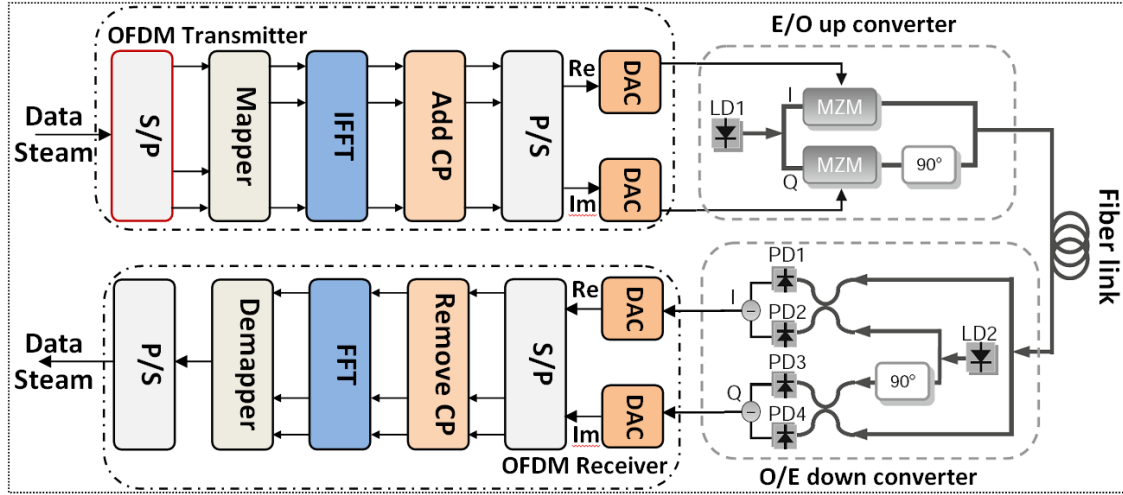 OFDM Transmitter
E/O up converter
Data
Steam
S/P
Mapper
IFFT
Add CP
P/S
Re
Im
DAC
DAC
LD1
I
Q
MZM
MZM
90°
Fiber link
Data
Steam
P/S
Demapper
FFT
Remove CP
S/P
Re
Im
DAC
DAC
I
Q
PD1
PD2
PD3
PD4
90°
LD2
OFDM Receiver
O/E down converter